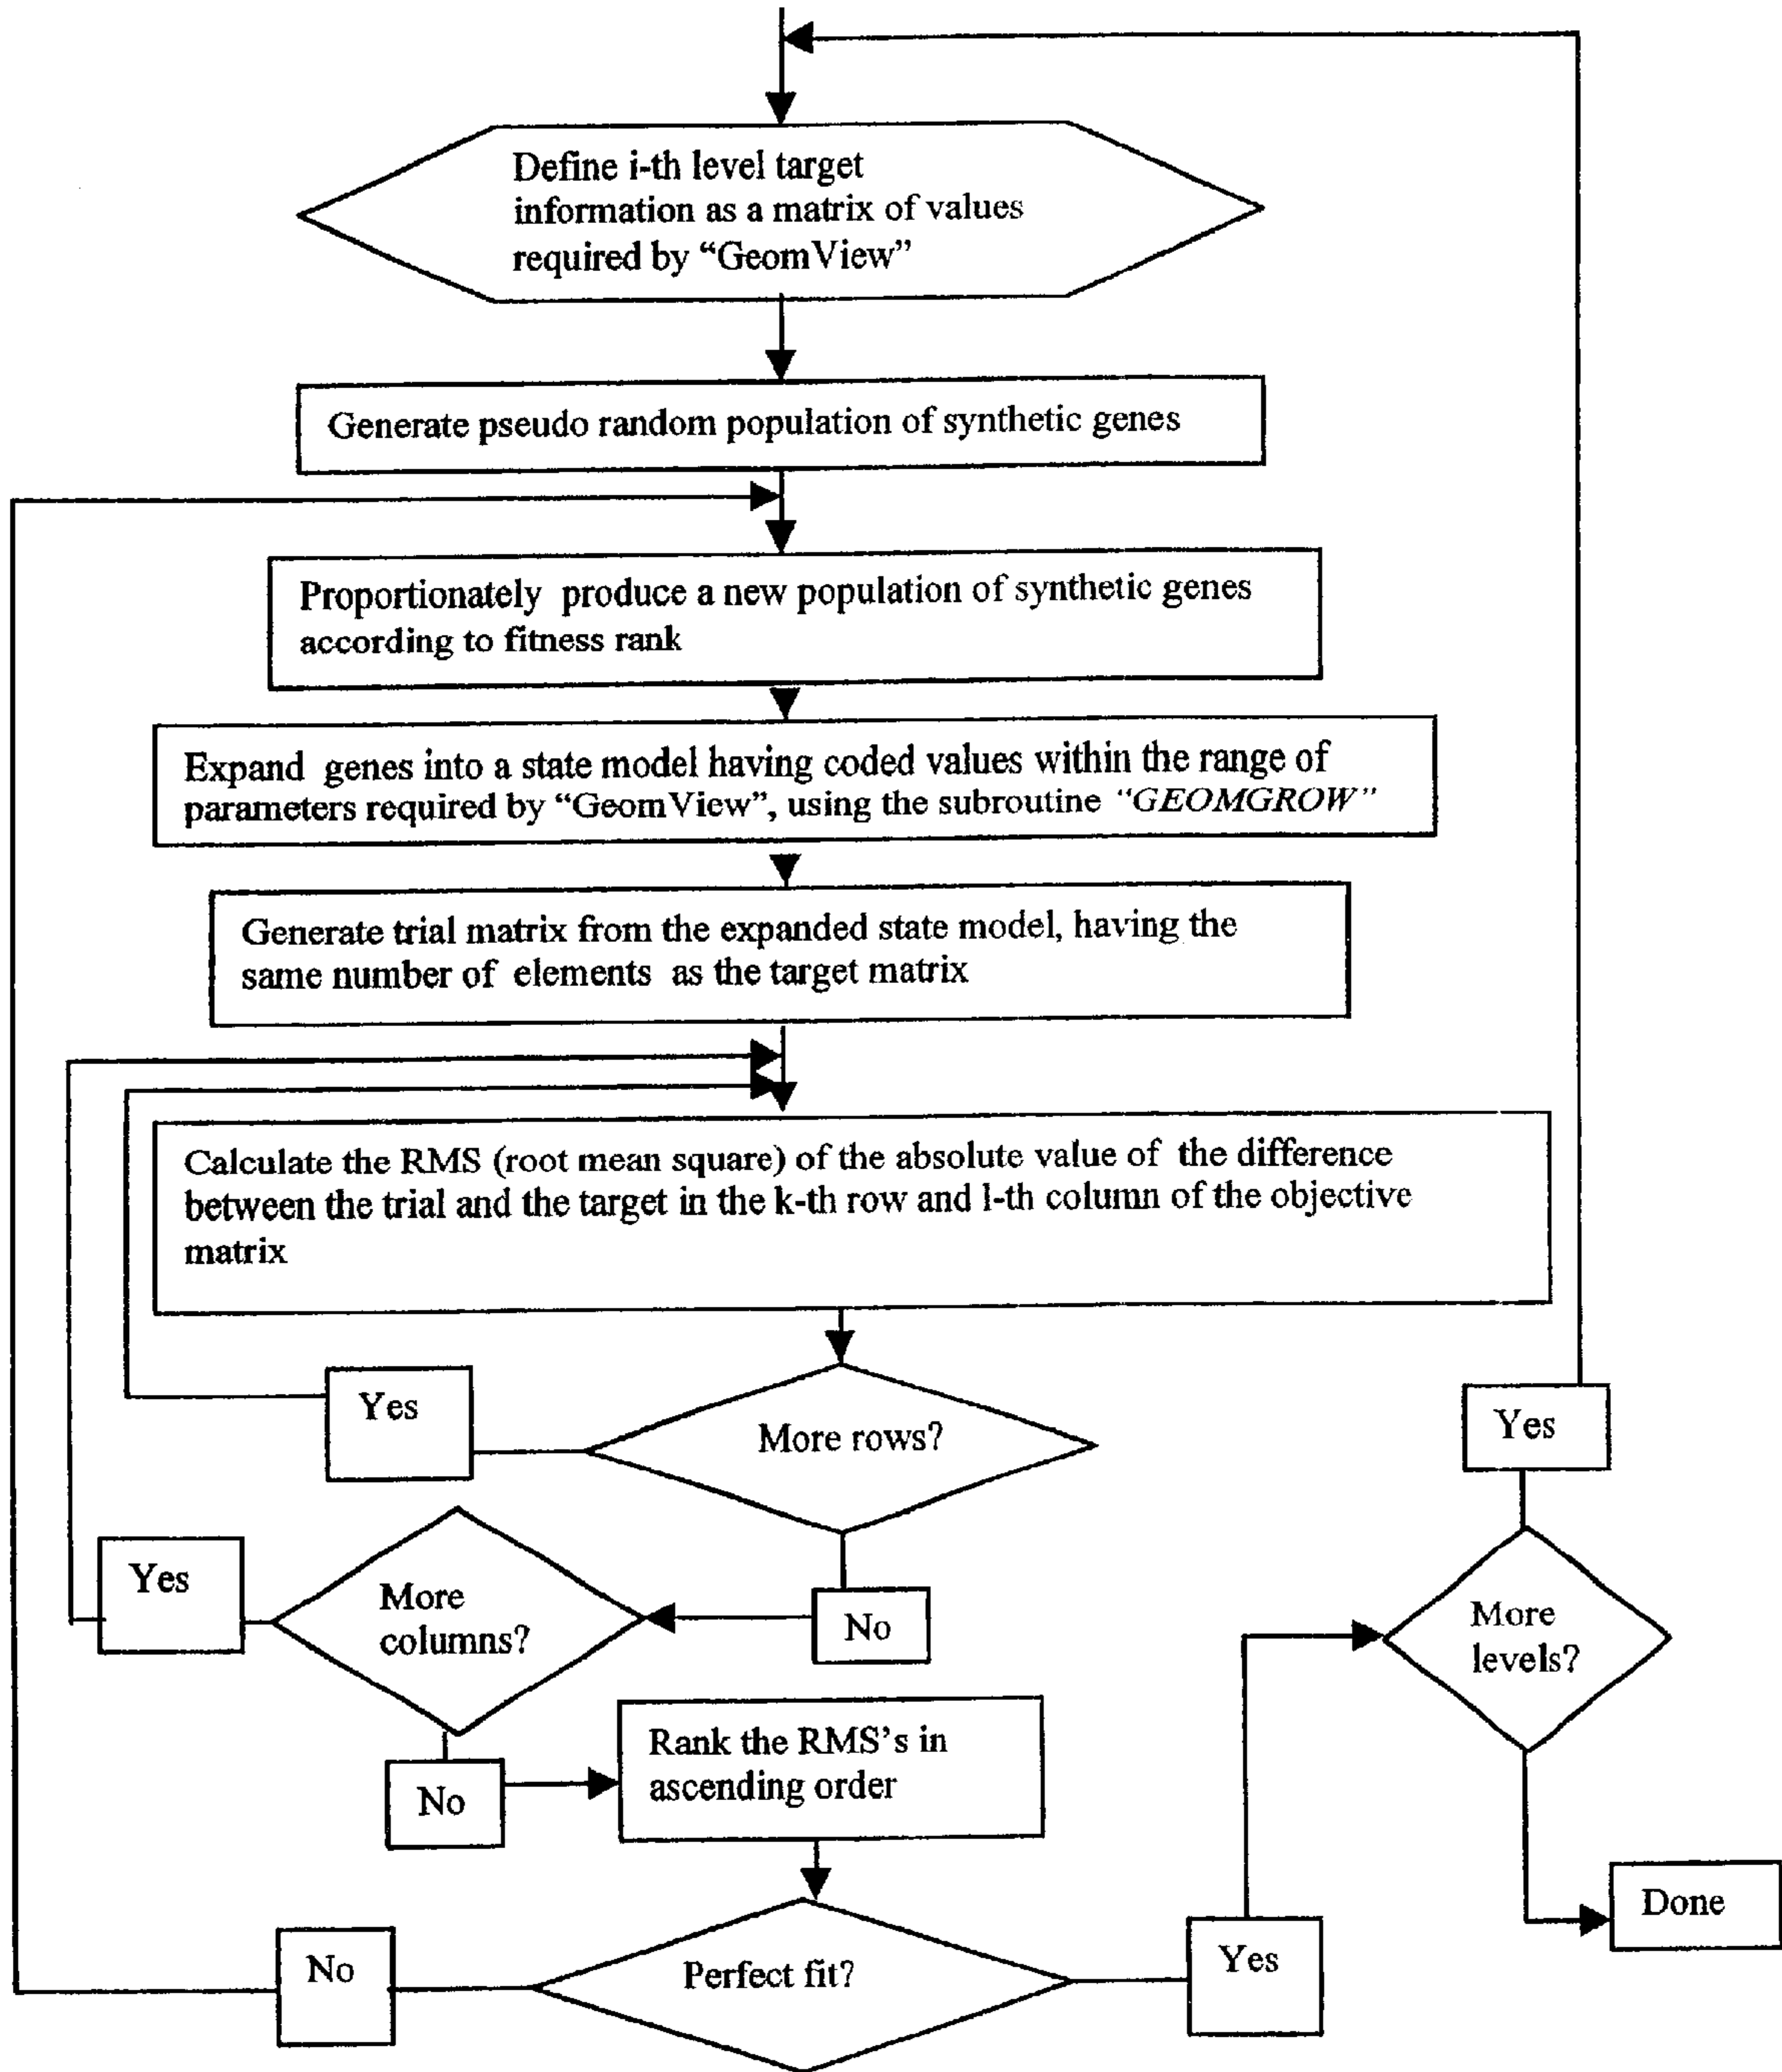 Define i-th level target
information as a matrix of values
required by “GeomView”
Generate pseudo random population of synthetic genes
Proportionately produce a new population of synthetic genes
according to fitness rank
Expand genes into a state model having coded values within the range of
parameters required by “GeomView”, using the subroutine “GEOMGROW”
Generate trial matrix from the expanded state model, having the
same number of elements as the target matrix
Calculate the RMS (root mean square) of the absolute value of the difference
between the trial and the target in the k-th row and l-th column of the objective
matrix
Yes
More rows?
Yes
Yes
More
columns?
No
More
levels?
No
Rank the RMS’s in
ascending order
Done
No
Perfect fit?
Yes